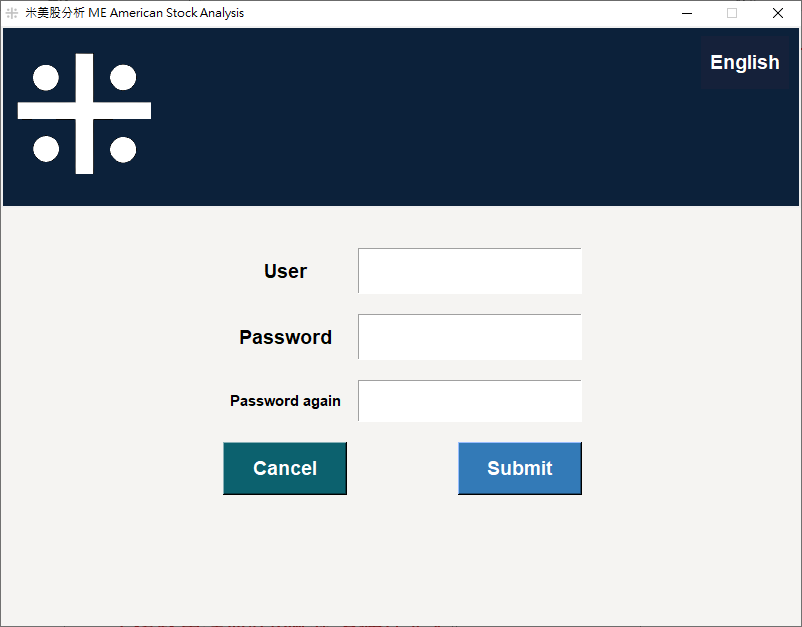 米美股分析 ME American Stock Analysis
English
User
Password
Password again
Cancel
Submit